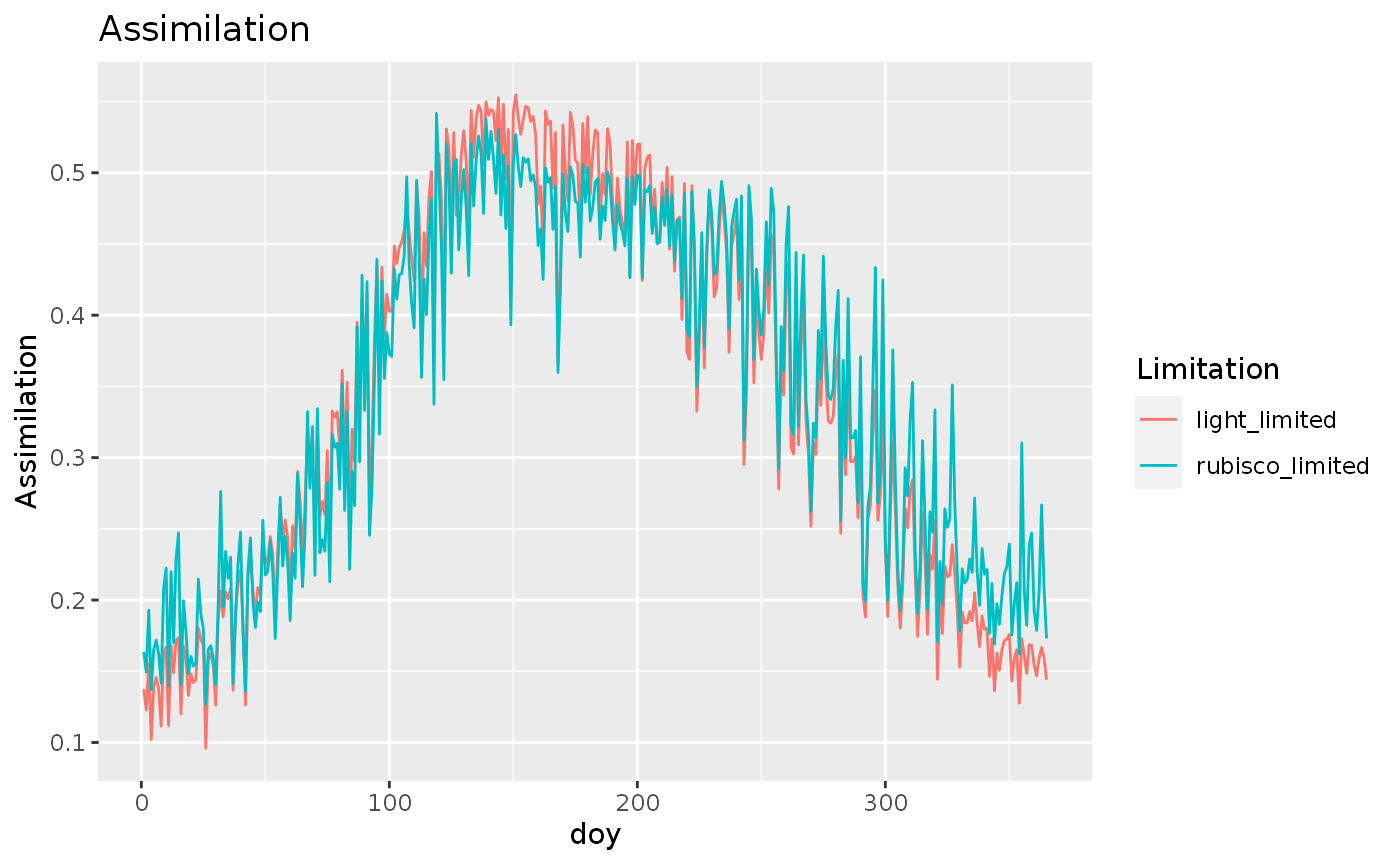 Assimilation
Assimilation
0.5
0.4
0.3
0.2
0.1
0 100 200 300
doy
Limitation
light_limited
rubisco_limited